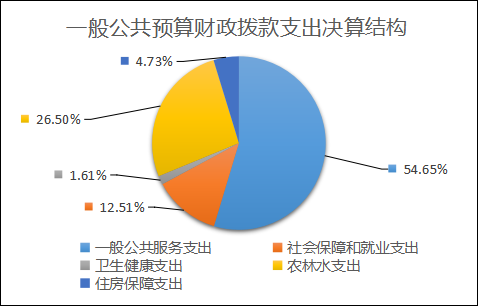 一般公共预算财政拨款支出决算结构
4.73%
26.50%
54.65%
1.61%
12.51%
一般公共服务支出
社会保障和就业支出
卫生健康支出
农林水支出
住房保障支出